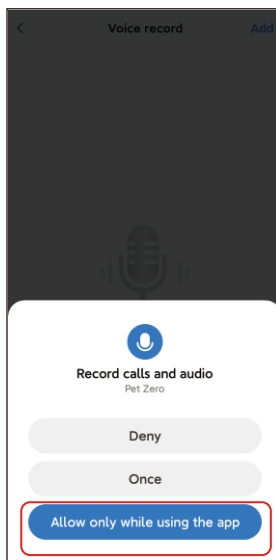 Voice record
Add
Record calls and audio
Pet Zero
Deny
Once
Allow only while using the app